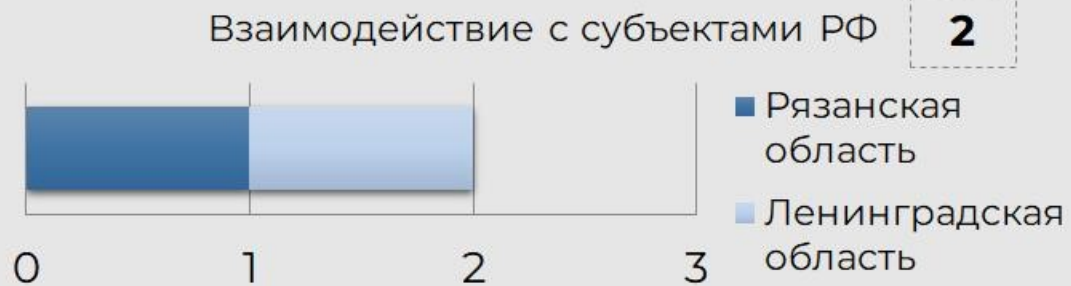 Взаимодействие с субъектами РФ 2
Рязанская
область
Ленинградская
область
0 1 2 3